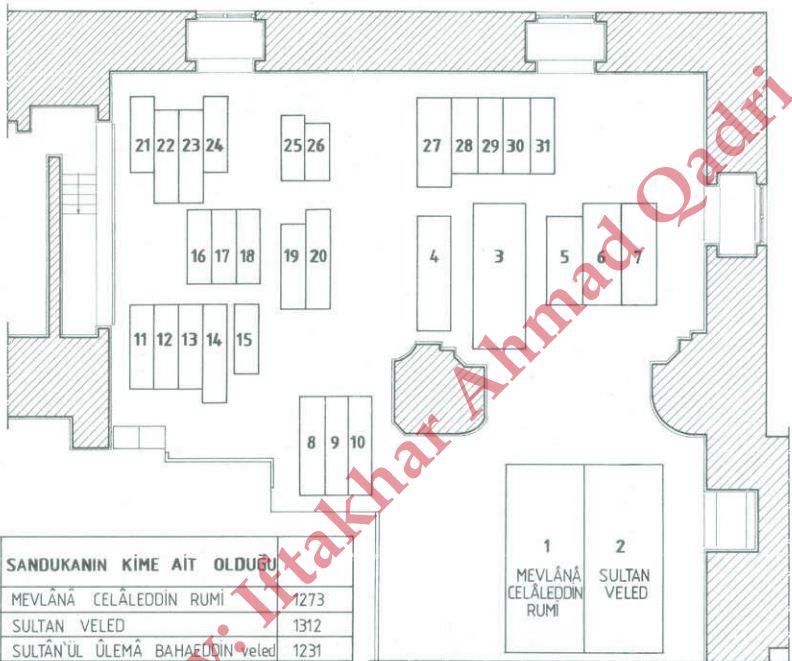 21 22 23 24
25 26
27 28 29 30 31
16 17 18
19 20
4 3 5 6 7
11 12 13 14 15
8 9 10
1 2
MEVLÂNÂ SULTAN
CELÂLEDDİN VELED
RUMİ
SANDUKANIN KİME AİT OLDUĞU
MEVLÂNÂ CELÂLEDDİN RUMİ 1273
SULTAN VELED 1312
SULTÂN'ÜL ÛLEMÂ BAHAEDDİN veled 1231
by: Iftakhar Ahmad Qadri